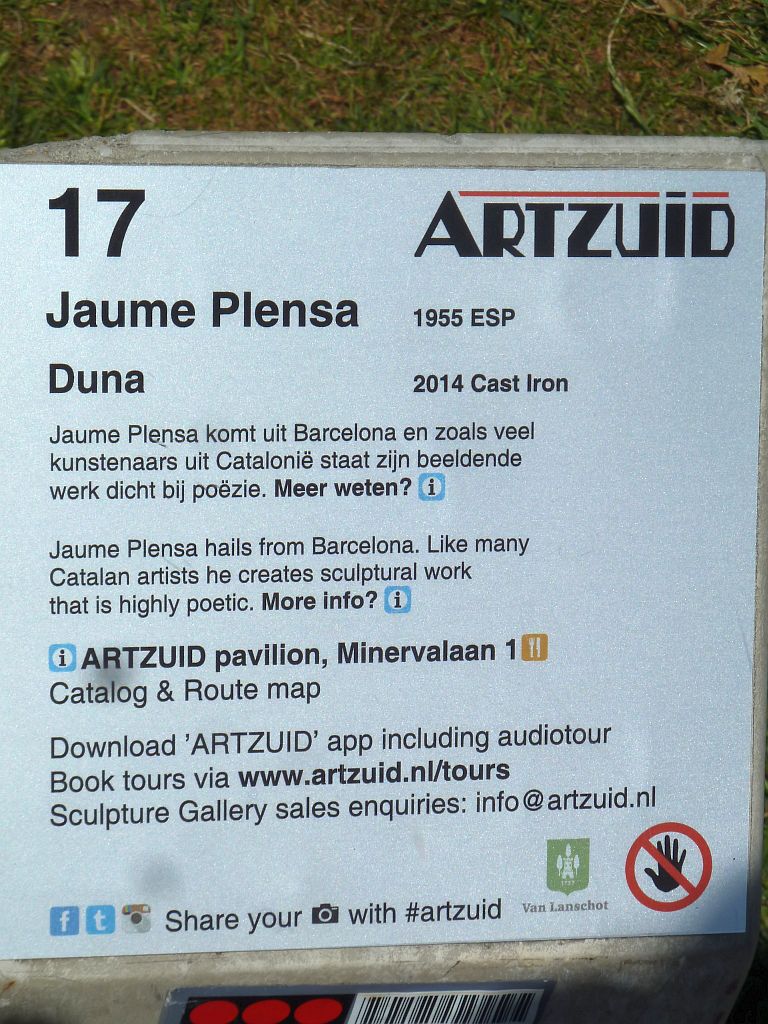 17 ARTZUID
Jaume Plensa 1955 ESP
Duna 2014 Cast Iron
Jaume Plensa komt uit Barcelona en zoals veel
kunstenaars uit Catalonië staat zijn beeldende
werk dicht bij poëzie. Meer weten? i
Jaume Plensa hails from Barcelona. Like many
Catalan artists he creates sculptural work
that is highly poetic. More info? i
i ARTZUID pavilion, Minervalaan 1
Catalog & Route map
Download 'ARTZUID' app including audiotour
Book tours via www.artzuid.nl/tours
Sculpture Gallery sales enquiries: info@artzuid.nl
1737
Van Lanschot
f t Share your with #artzuid